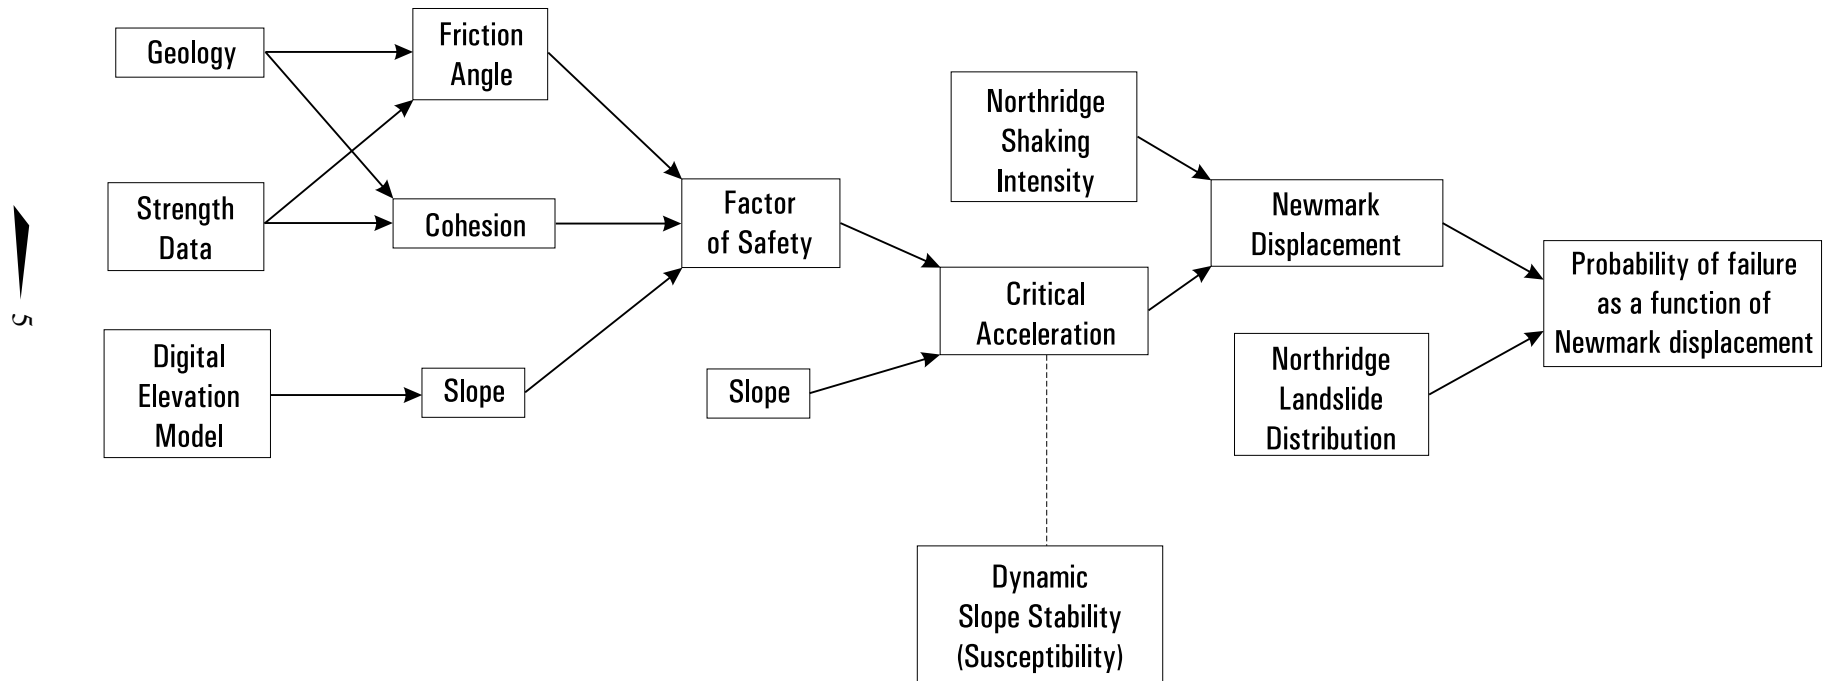 Geology
Friction
Angle
Strength
Data
Cohesion
Digital
Elevation
Model
Slope
Factor
of Safety
Slope
Northridge
Shaking
Intensity
Critical
Acceleration
Dynamic
Slope Stability
(Susceptibility)
Newmark
Displacement
Northridge
Landslide
Distribution
Probability of failure
as a function of
Newmark displacement
5